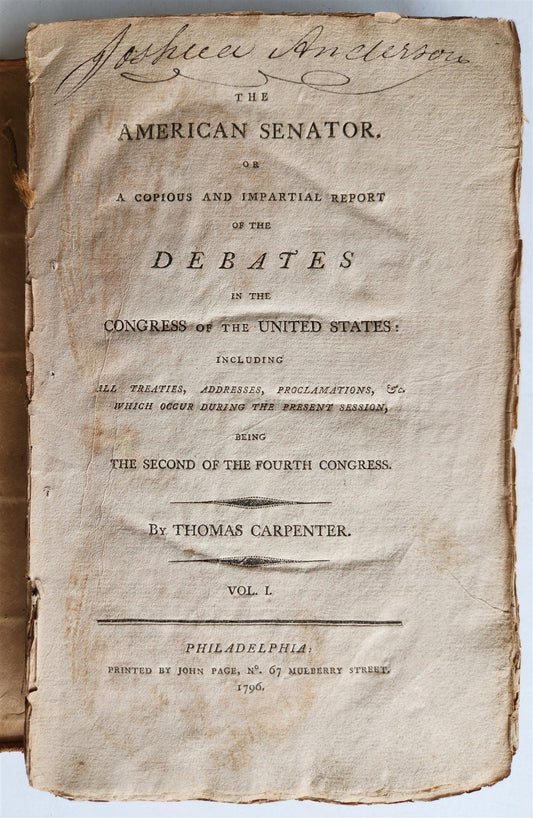 Joshua Anderson
THE
AMERICAN SENATOR.
OR
A COPIOUS AND IMPARTIAL REPORT
OF THE
DEBATES
IN THE
CONGRESS OF THE UNITED STATES:
INCLUDING
ALL TREATIES, ADDRESSES, PROCLAMATIONS, &c.
WHICH OCCUR DURING THE PRESENT SESSION,
BEING
THE SECOND OF THE FOURTH CONGRESS.
BY THOMAS CARPENTER.
VOL. I.
PHILADELPHIA:
PRINTED BY JOHN PAGE, No. 67 MULBERRY STREET.
1796.